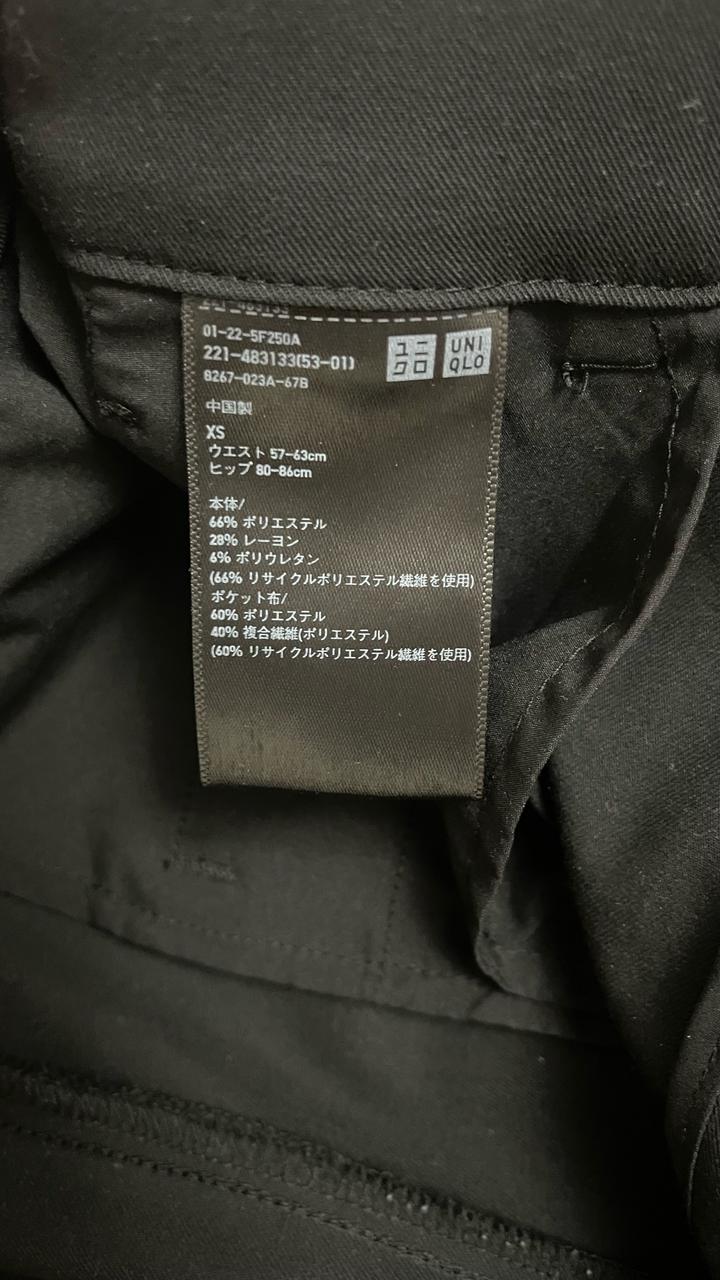 01-22-5F250A
221-483133(53-01)
8267-023A-67B
ユニ
クロ
UNI
QLO
中国製
XS
ウエスト 57-63cm
ヒップ 80-86cm
本体/
66% ポリエステル
28% レーヨン
6% ポリウレタン
(66% リサイクルポリエステル繊維を使用)
ポケット布/
60% ポリエステル
40% 複合繊維(ポリエステル)
(60% リサイクルポリエステル繊維を使用)